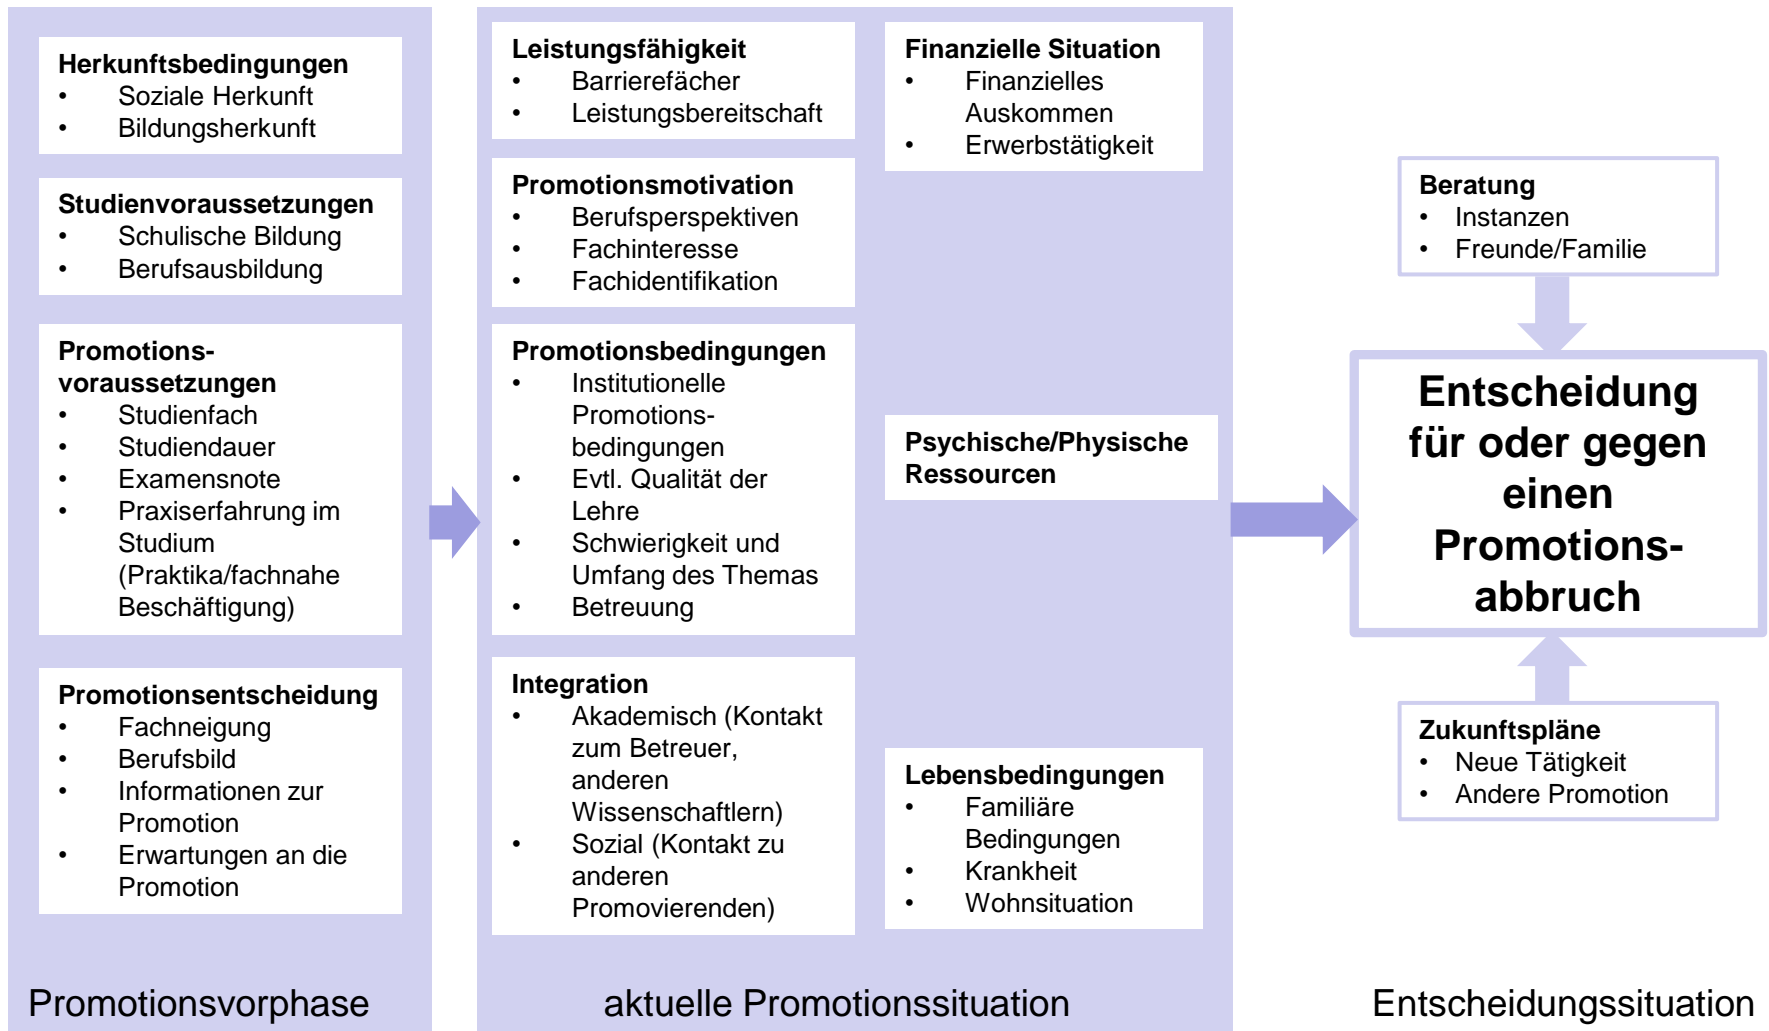 Herkunftsbedingungen
• Soziale Herkunft
• Bildungsherkunft
Studienvoraussetzungen
• Schulische Bildung
• Berufsausbildung
Promotions-
voraussetzungen
• Studienfach
• Studiendauer
• Examensnote
• Praxiserfahrung im
Studium
(Praktika/fachnahe
Beschäftigung)
Promotionsentscheidung
• Fachneigung
• Berufsbild
• Informationen zur
Promotion
• Erwartungen an die
Promotion
Promotionsvorphase
Leistungsfähigkeit
• Barrierefächer
• Leistungsbereitschaft
Promotionsmotivation
• Berufsperspektiven
• Fachinteresse
• Fachidentifikation
Promotionsbedingungen
• Institutionelle
Promotions-
bedingungen
• Evtl. Qualität der
Lehre
• Schwierigkeit und
Umfang des Themas
• Betreuung
Integration
• Akademisch (Kontakt
zum Betreuer,
anderen
Wissenschaftlern)
• Sozial (Kontakt zu
anderen
Promovierenden)
Finanzielle Situation
• Finanzielles
Auskommen
• Erwerbstätigkeit
Psychische/Physische
Ressourcen
Lebensbedingungen
• Familiäre
Bedingungen
• Krankheit
• Wohnsituation
aktuelle Promotionssituation
Beratung
• Instanzen
• Freunde/Familie
Entscheidung
für oder gegen
einen
Promotions-
abbruch
Zukunftspläne
• Neue Tätigkeit
• Andere Promotion
Entscheidungssituation